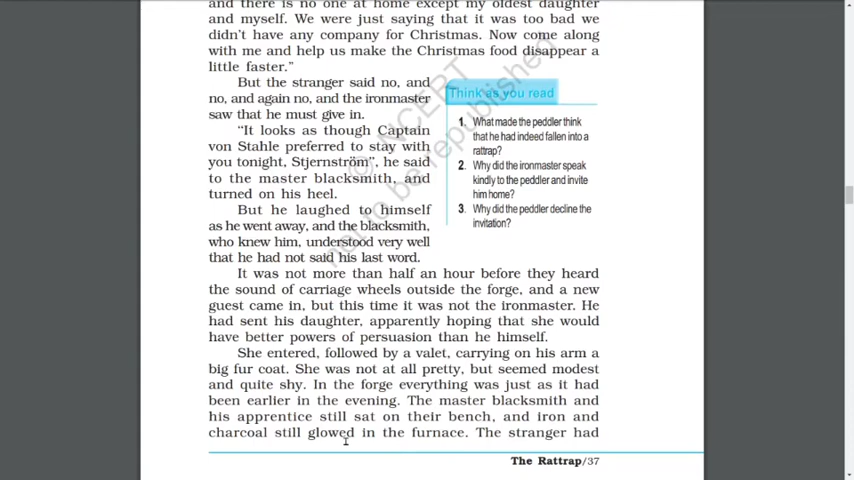 and there is no one at home except my oldest daughter
and myself. We were just saying that it was too bad we
didn't have any company for Christmas. Now come along
with me and help us make the Christmas food disappear a
little faster."
But the stranger said no, and
no, and again no, and the ironmaster
saw that he must give in.
"It looks as though Captain
von Stahle preferred to stay with
you tonight, Stjernström", he said
to the master blacksmith, and
turned on his heel.
But he laughed to himself
as he went away, and the blacksmith,
who knew him, understood very well
that he had not said his last word.
Think as you read
1. What made the peddler think
that he had indeed fallen into a
rattrap?
2. Why did the ironmaster speak
kindly to the peddler and invite
him home?
3. Why did the peddler decline the
invitation?
It was not more than half an hour before they heard
the sound of carriage wheels outside the forge, and a new
guest came in, but this time it was not the ironmaster. He
had sent his daughter, apparently hoping that she would
have better powers of persuasion than he himself.
She entered, followed by a valet, carrying on his arm a
big fur coat. She was not at all pretty, but seemed modest
and quite shy. In the forge everything was just as it had
been earlier in the evening. The master blacksmith and
his apprentice still sat on their bench, and iron and
charcoal still glowed in the furnace. The stranger had
The Rattrap/37
© NCERT
not to be republished